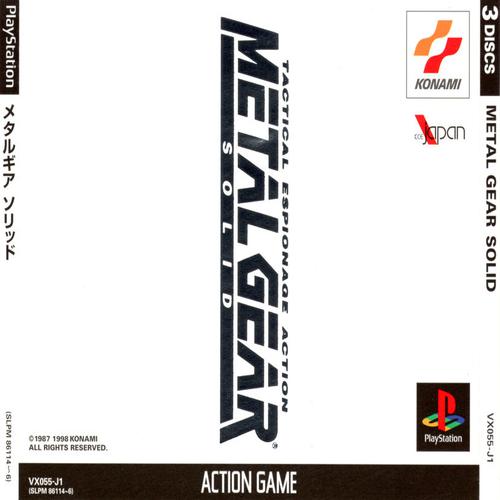 PlayStation
メタルギア ソリッド
(SLPM 86114~6)
TACTICAL ESPIONAGE ACTION
METAL GEAR
SOLID
®
KONAMI
Japan
PlayStation
©1987 1998 KONAMI
ALL RIGHTS RESERVED.
VX055-J1
(SLPM 86114~6)
ACTION GAME
3 DISCS
METAL GEAR SOLID
VX055-J1